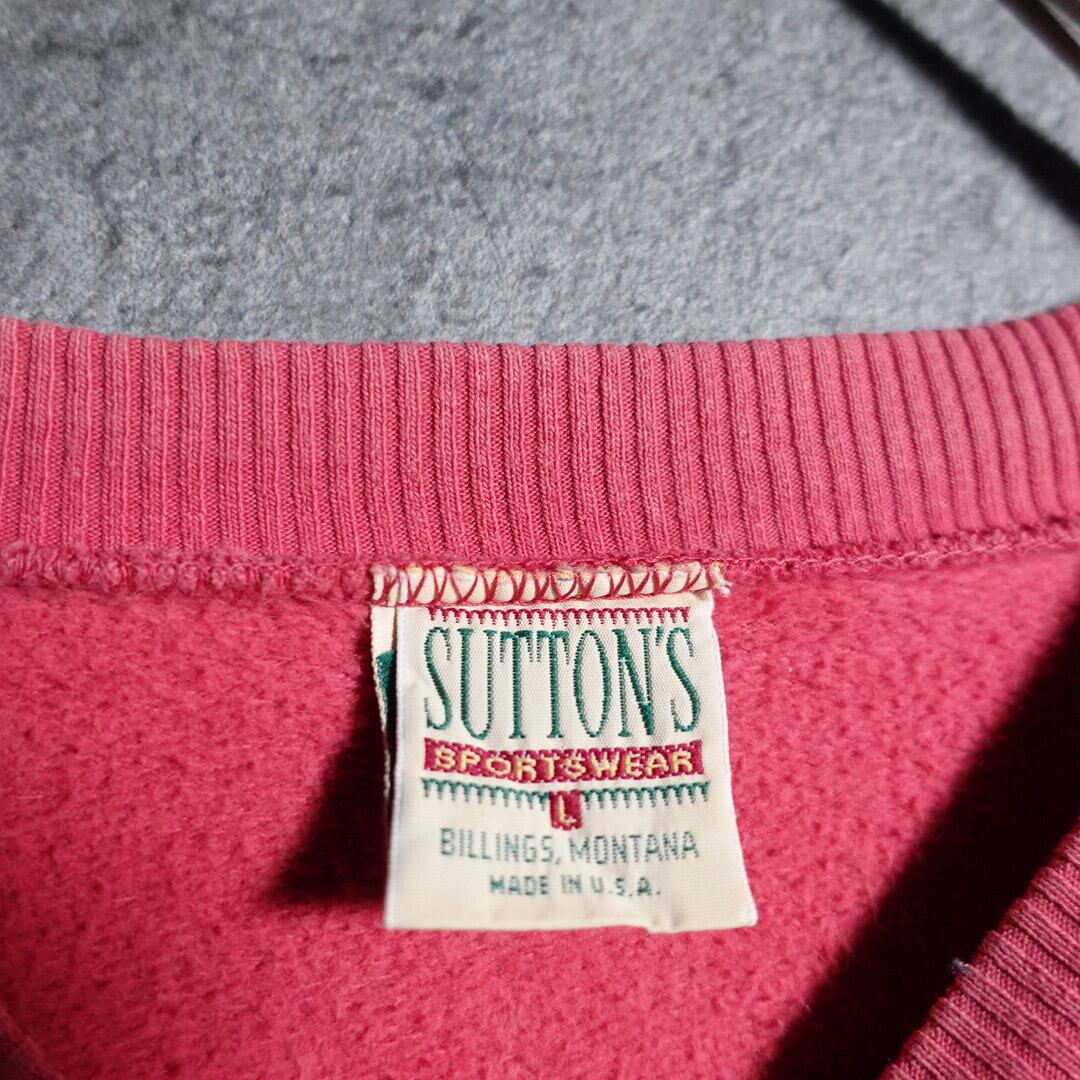 SUTTON'S
SPORTSWEAR
L
BILLINGS, MONTANA
MADE IN U.S.A.